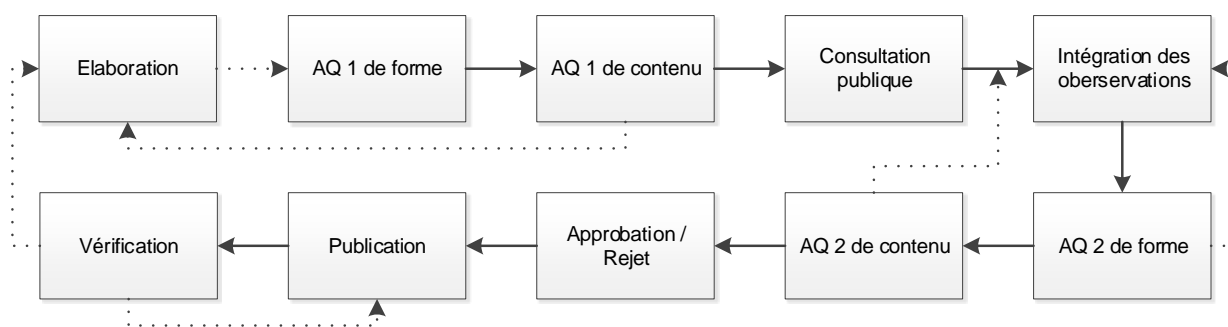 Elaboration
AQ 1 de forme
AQ 1 de contenu
Consultation
publique
Intégration des
oberservations
Vérification
Publication
Approbation /
Rejet
AQ 2 de contenu
AQ 2 de forme